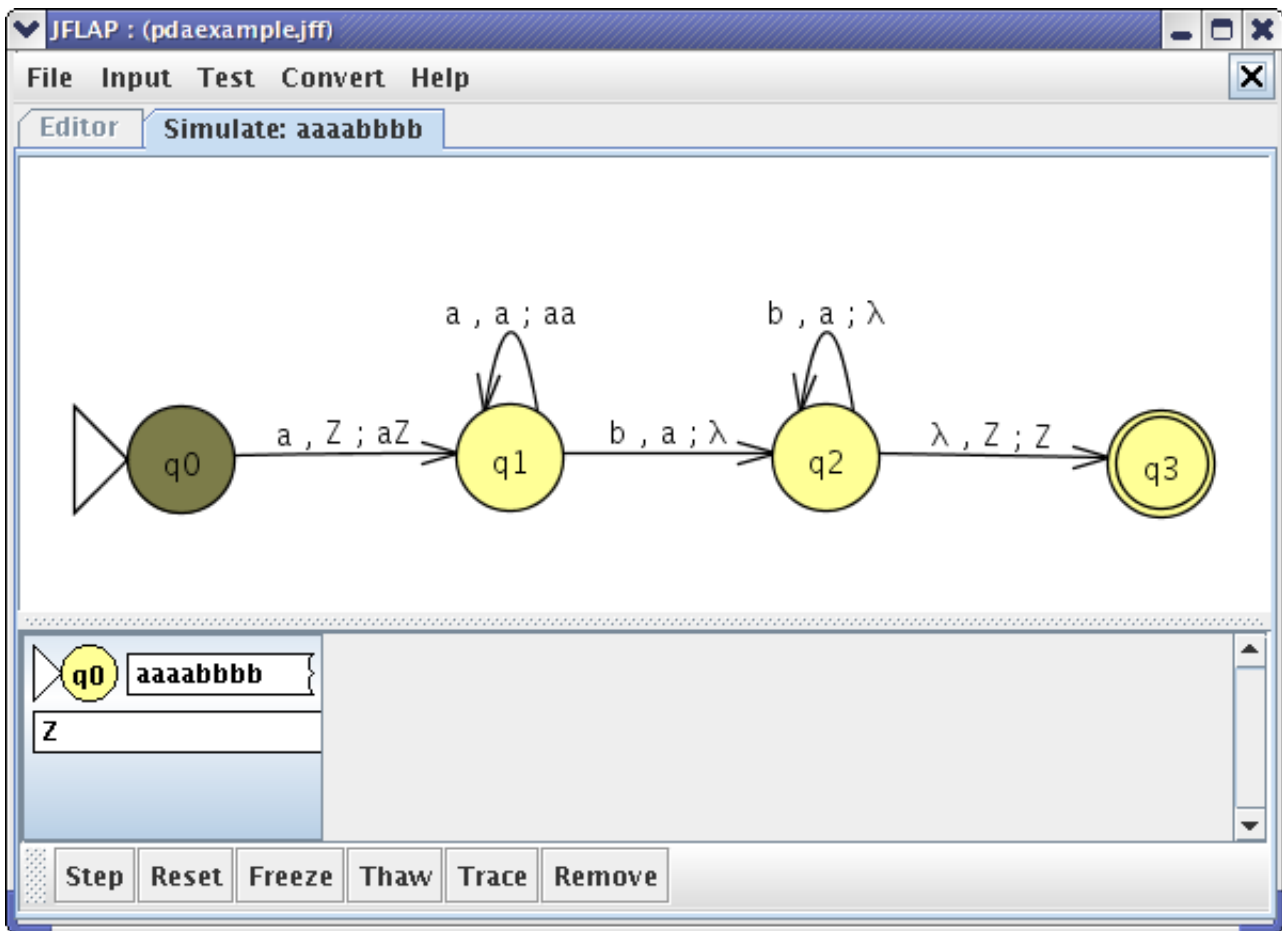 JFLAP : (pdaexample.jff)
File Input Test Convert Help
Editor Simulate: aaaabbbb
a , a ; aa b , a ; λ
a , Z ; aZ b , a ; λ λ , Z ; Z
q0 q1 q2 q3
q0 aaaabbbb
Z
Step Reset Freeze Thaw Trace Remove